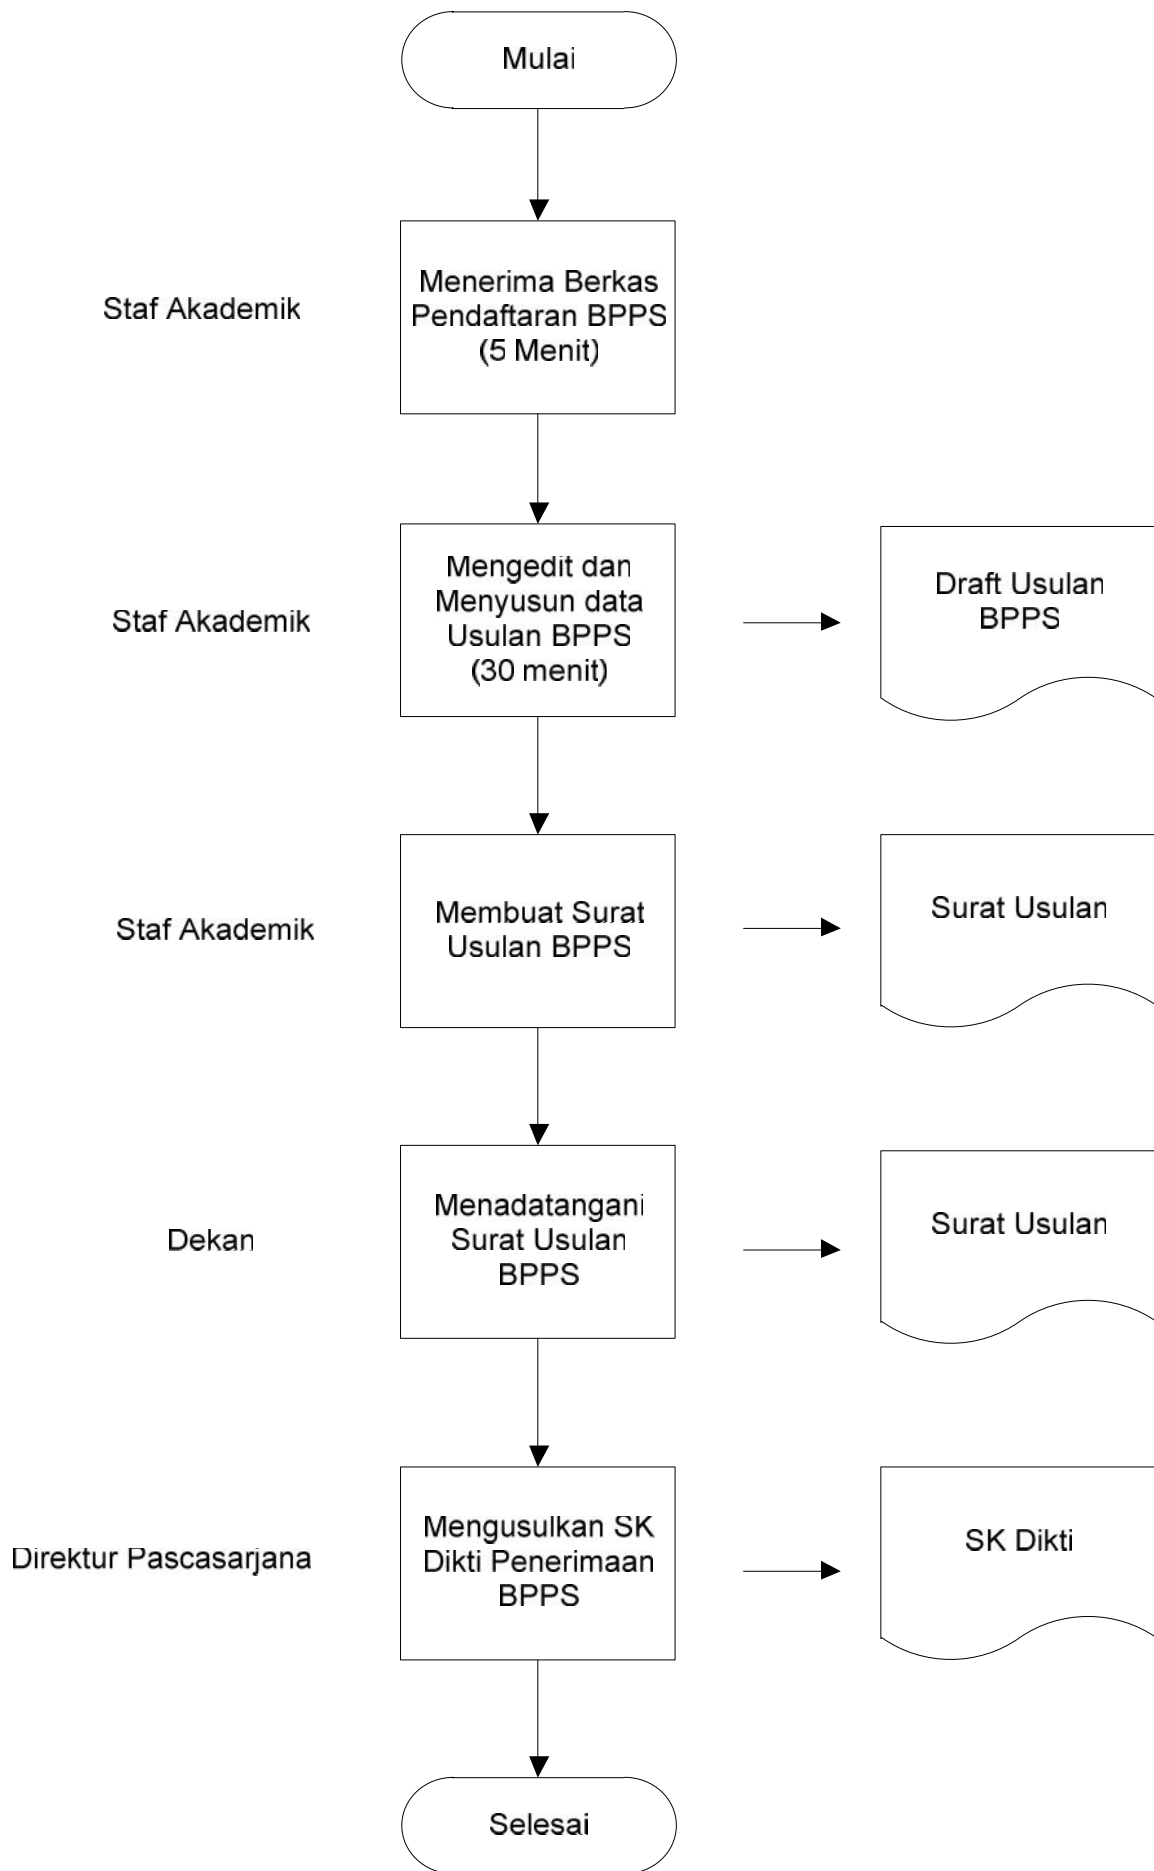 Mulai
Staf Akademik
Menerima Berkas
Pendaftaran BPPS
(5 Menit)
Staf Akademik
Mengedit dan
Menyusun data
Usulan BPPS
(30 menit)
Draft Usulan
BPPS
Staf Akademik
Membuat Surat
Usulan BPPS
Surat Usulan
Dekan
Menadatangani
Surat Usulan
BPPS
Surat Usulan
Direktur Pascasarjana
Mengusulkan SK
Dikti Penerimaan
BPPS
SK Dikti
Selesai